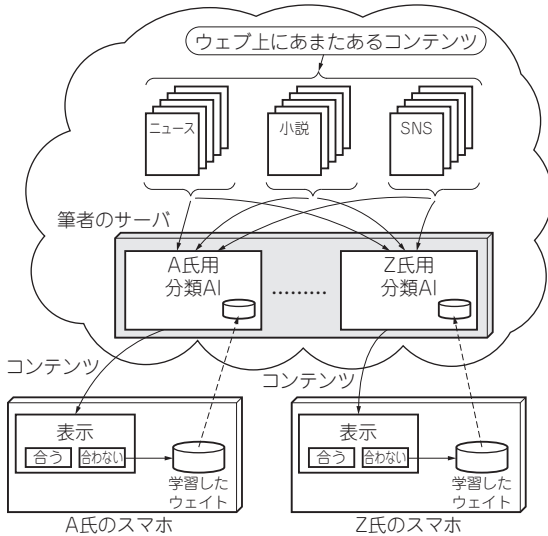 ウェブ上にあまたあるコンテンツ
ニュース
小説
SNS
筆者のサーバ
A氏用
分類AI
………
Z氏用
分類AI
コンテンツ
コンテンツ
表示
合う
合わない
学習した
ウェイト
表示
合う
合わない
学習した
ウェイト
A氏のスマホ
Z氏のスマホ